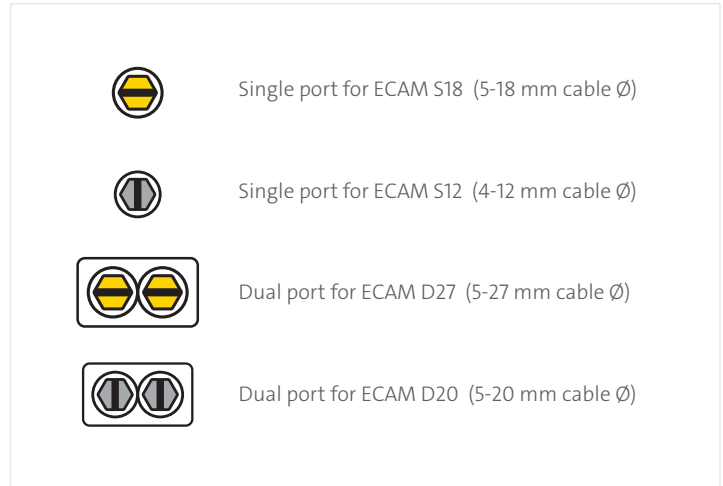 Single port for ECAM S18 (5-18 mm cable Ø)
Single port for ECAM S12 (4-12 mm cable Ø)
Dual port for ECAM D27 (5-27 mm cable Ø)
Dual port for ECAM D20 (5-20 mm cable Ø)